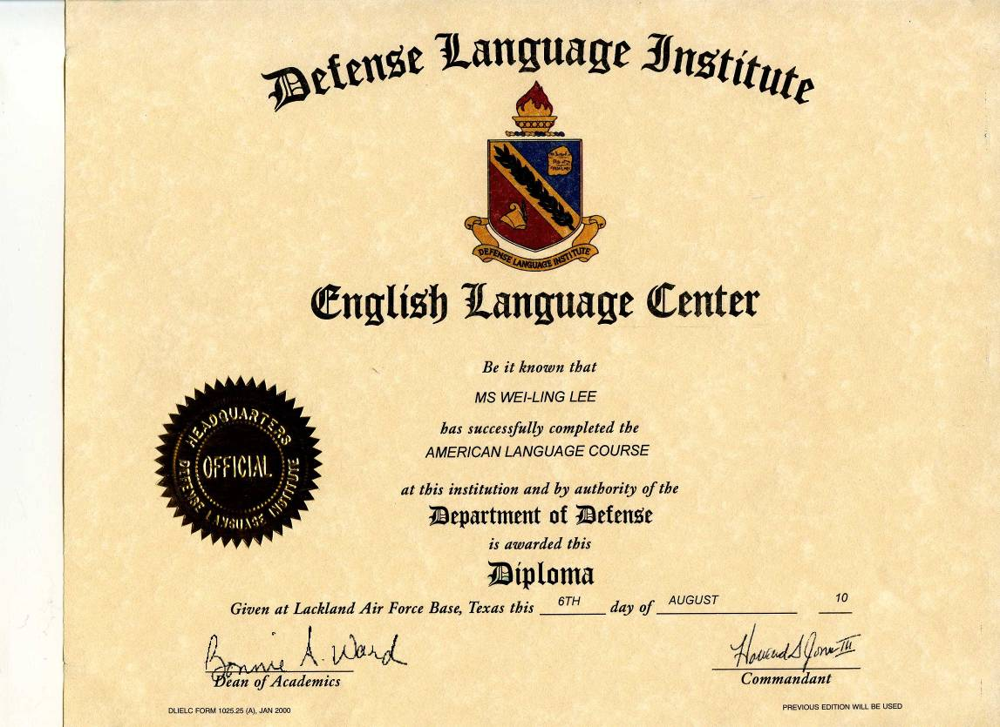 Defense Language Institute
DEFENSE LANGUAGE INSTITUTE
English Language Center
Be it known that
MS WEI-LING LEE
has successfully completed the
AMERICAN LANGUAGE COURSE
at this institution and by authority of the
Department of Defense
is awarded this
Diploma
HEADQUARTERS
OFFICIAL
DEFENSE LANGUAGE INSTITUTE
Given at Lackland Air Force Base, Texas this 6TH day of AUGUST 10
Bonnie A. Ward
Howard S Jones III
Dean of Academics
Commandant
DLIELC FORM 1025.25 (A), JAN 2000
PREVIOUS EDITION WILL BE USED